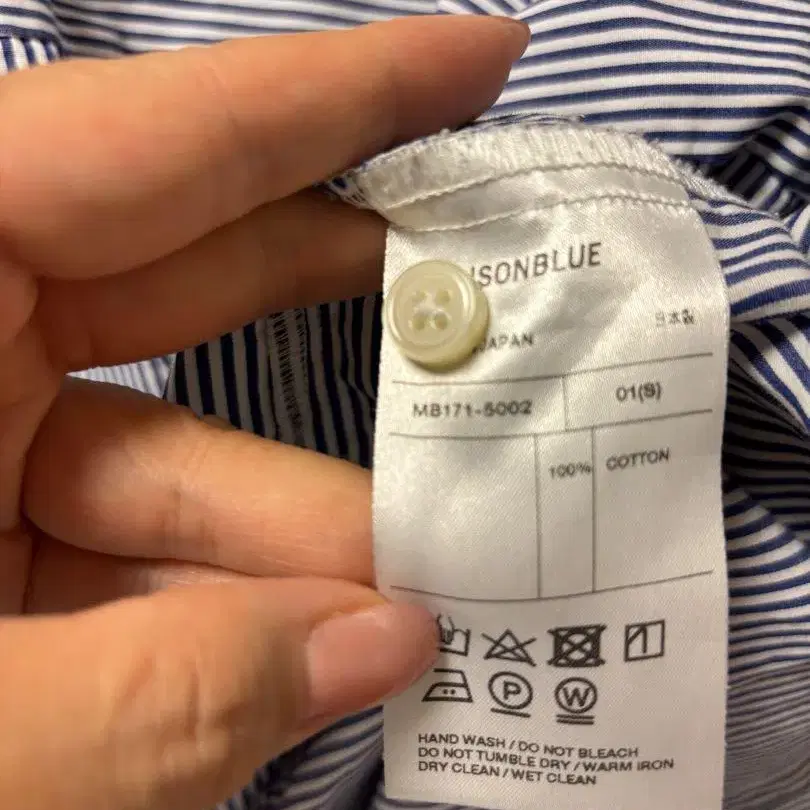 SONBLUE
JAPAN 日本製
MB171-5002 01(S)
100% COTTON
P W
HAND WASH / DO NOT BLEACH
DO NOT TUMBLE DRY / WARM IRON
DRY CLEAN / WET CLEAN